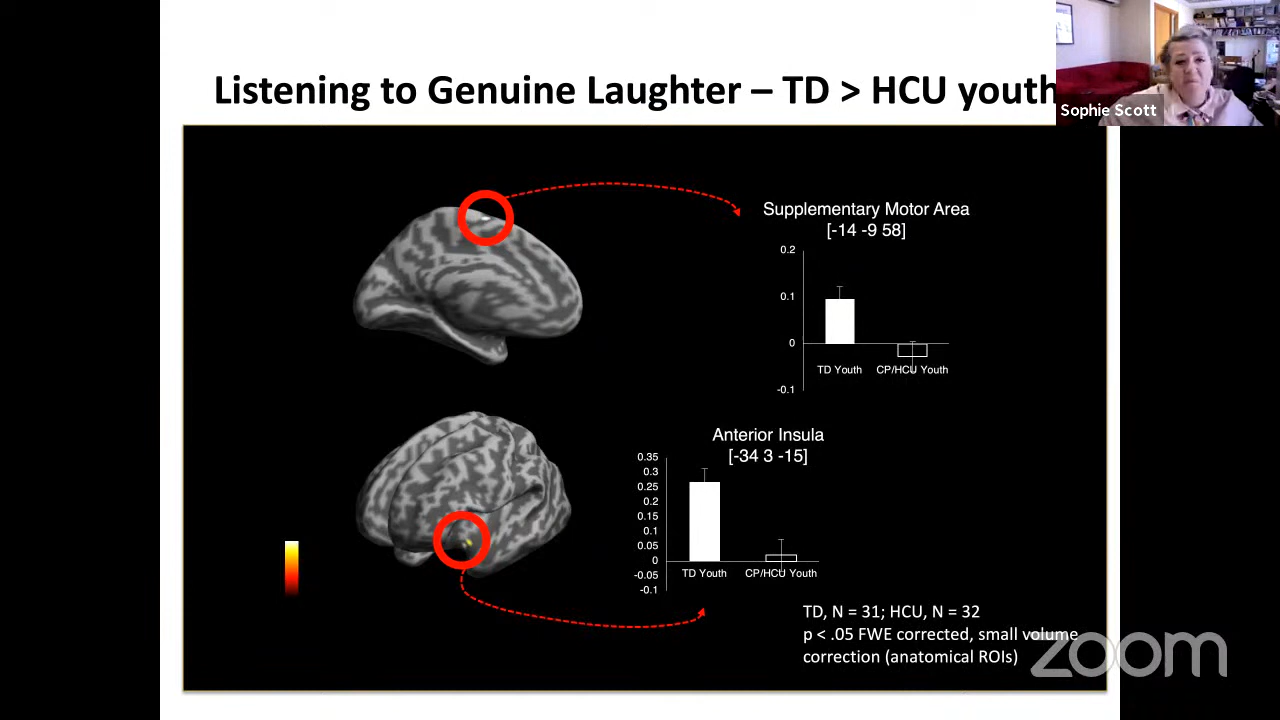 Listening to Genuine Laughter – TD > HCU youth
Sophie Scott
Supplementary Motor Area
[-14 -9 58]
0.2
0.1
0
-0.1
TD Youth
CP/HCU Youth
Anterior Insula
[-34 3 -15]
0.35
0.3
0.25
0.2
0.15
0.1
0.05
0
-0.05
-0.1
TD Youth
CP/HCU Youth
TD, N = 31; HCU, N = 32
p < .05 FWE corrected, small volume
correction (anatomical ROIs)
zoom